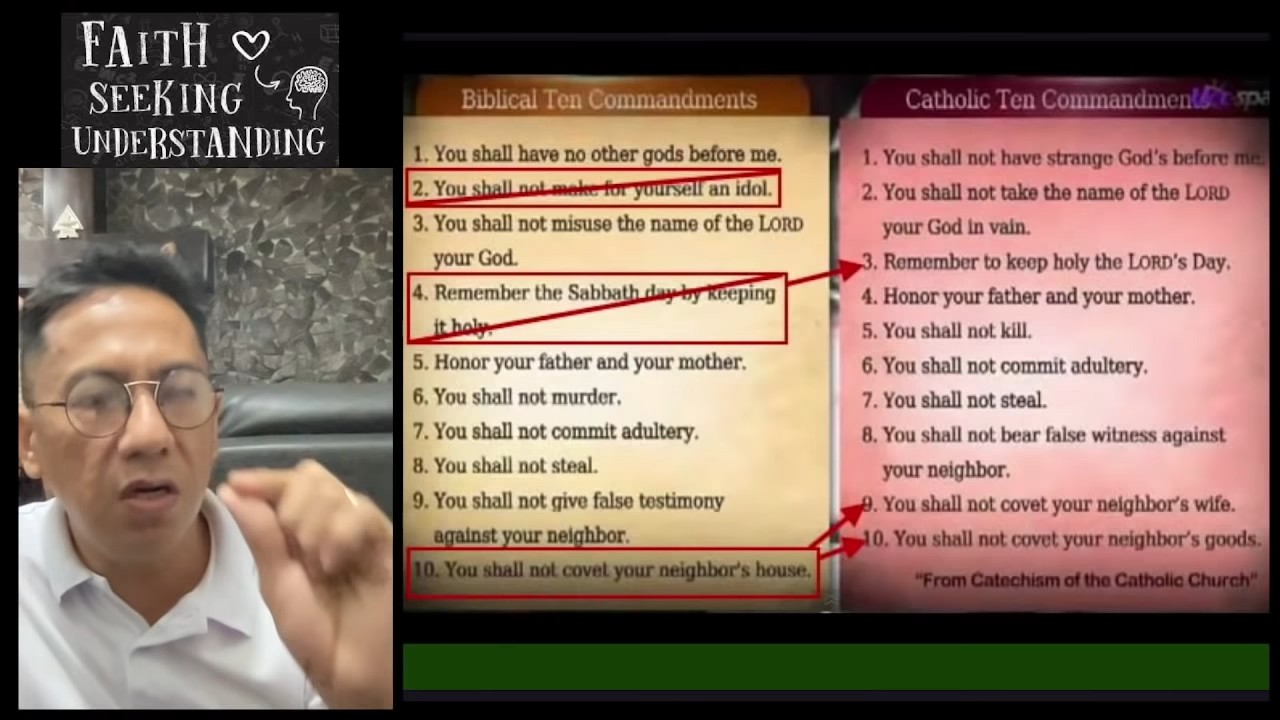 FAITH
SEEKING
UNDERSTANDING
Biblical Ten Commandments
1. You shall have no other gods before me.
2. You shall not make for yourself an idol.
3. You shall not misuse the name of the LORD
your God.
4. Remember the Sabbath day by keeping
it holy.
5. Honor your father and your mother.
6. You shall not murder.
7. You shall not commit adultery.
8. You shall not steal.
9. You shall not give false testimony
against your neighbor.
10. You shall not covet your neighbor's house.
Catholic Ten Commandmen
1. You shall not have strange God's before me.
2. You shall not take the name of the LORD
your God in vain.
3. Remember to keep holy the LORD's Day.
4. Honor your father and your mother.
5. You shall not kill.
6. You shall not commit adultery.
7. You shall not steal.
8. You shall not bear false witness against
your neighbor.
9. You shall not covet your neighbor's wife.
10. You shall not covet your neighbor's goods.
"From Catechism of the Catholic Church"